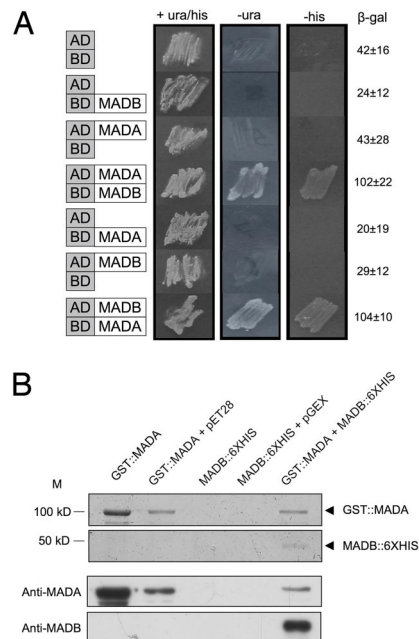 A
+ ura/his -ura -his β-gal
AD
BD
42±16
AD
BD MADB
24±12
AD MADA
BD
43±28
AD MADA
BD MADB
102±22
AD
BD MADA
20±19
AD MADB
BD
29±12
AD MADB
BD MADA
104±10
B
M
GST::MADA
GST::MADA + pET28
MADB::6XHIS
MADB::6XHIS + pGEX
GST::MADA + MADB::6XHIS
100 kD
GST::MADA
50 kD
MADB::6XHIS
Anti-MADA
Anti-MADB